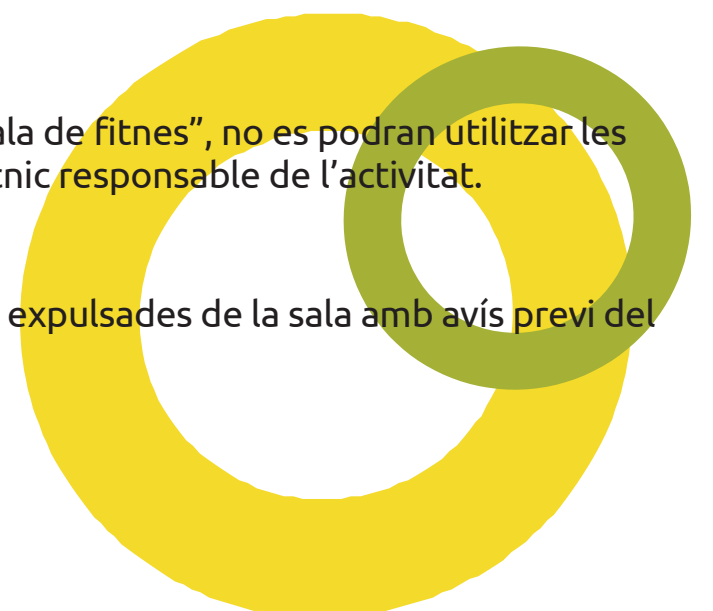 ala de fitnes”, no es podran utilitzar les
cnic responsable de l’activitat.
expulsades de la sala amb avís previ del